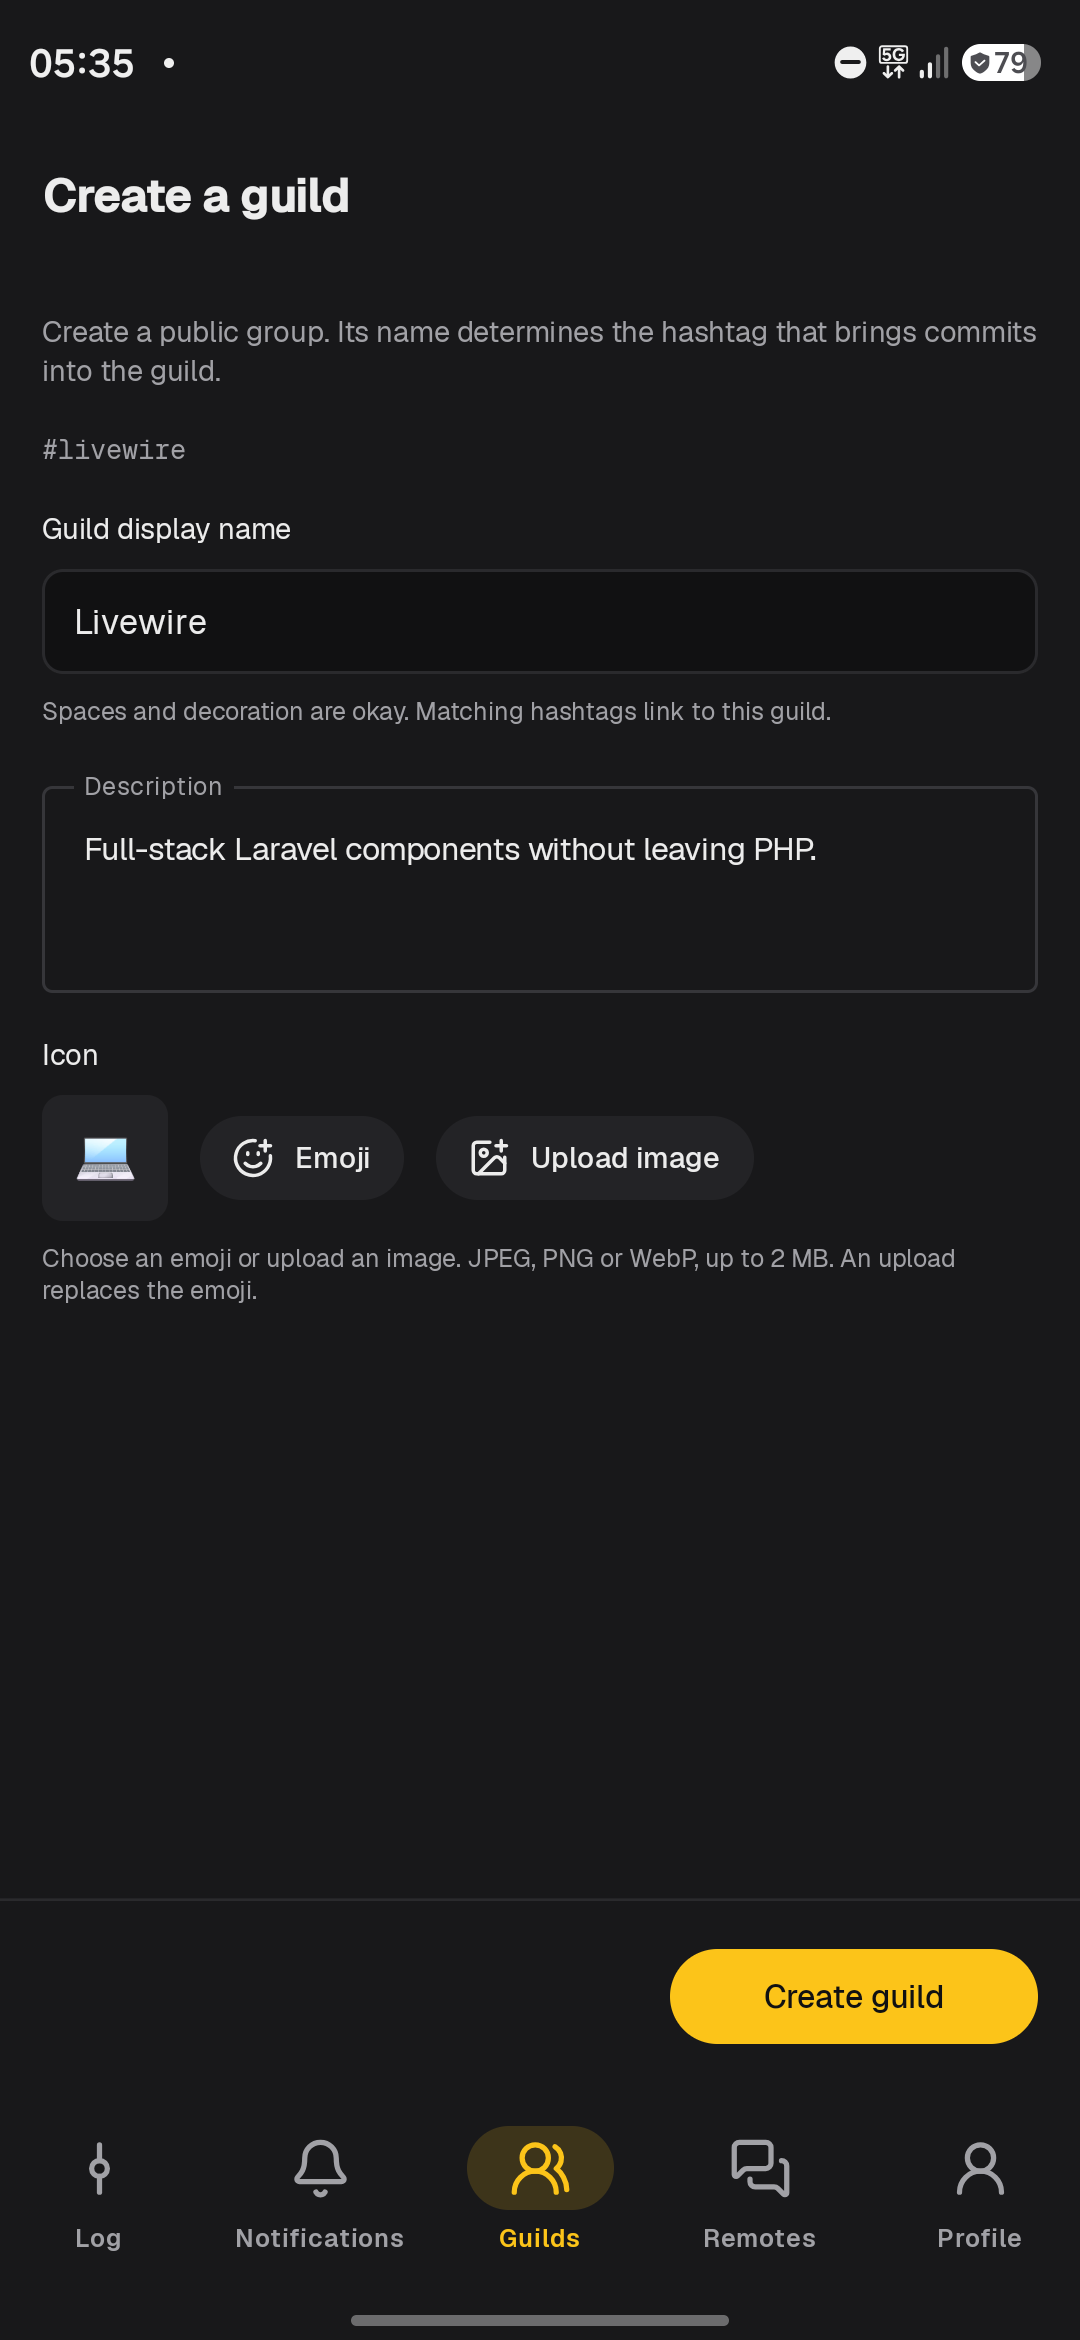 05:35
5G
79
Create a guild
Create a public group. Its name determines the hashtag that brings commits
into the guild.
#livewire
Guild display name
Livewire
Spaces and decoration are okay. Matching hashtags link to this guild.
Description
Full-stack Laravel components without leaving PHP.
Icon
Emoji
Upload image
Choose an emoji or upload an image. JPEG, PNG or WebP, up to 2 MB. An upload
replaces the emoji.
Create guild
Log
Notifications
Guilds
Remotes
Profile